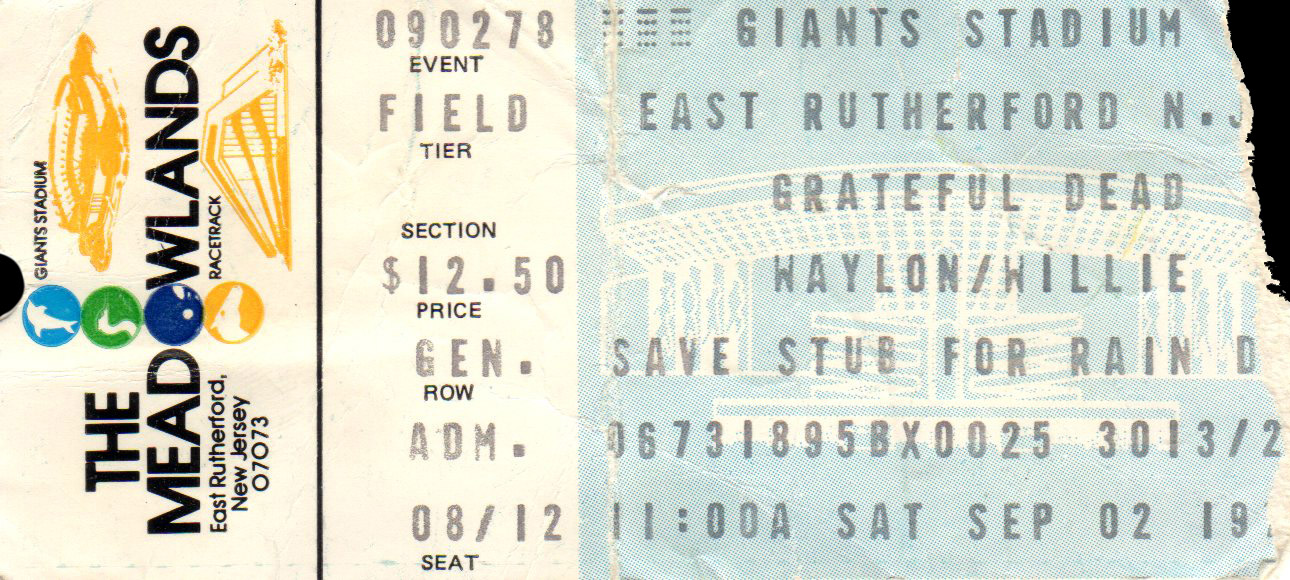 THE
MEADOWLANDS
East Rutherford,
New Jersey
07073
GIANTS STADIUM
RACETRACK
090278
EVENT
FIELD
TIER
SECTION
$12.50
PRICE
GEN.
ROW
ADM.
08/12
SEAT
GIANTS STADIUM
EAST RUTHERFORD N.J
GRATEFUL DEAD
WAYLON/WILLIE
SAVE STUB FOR RAIN D
06731895BX0025 3013/2
11:00A SAT SEP 02 19